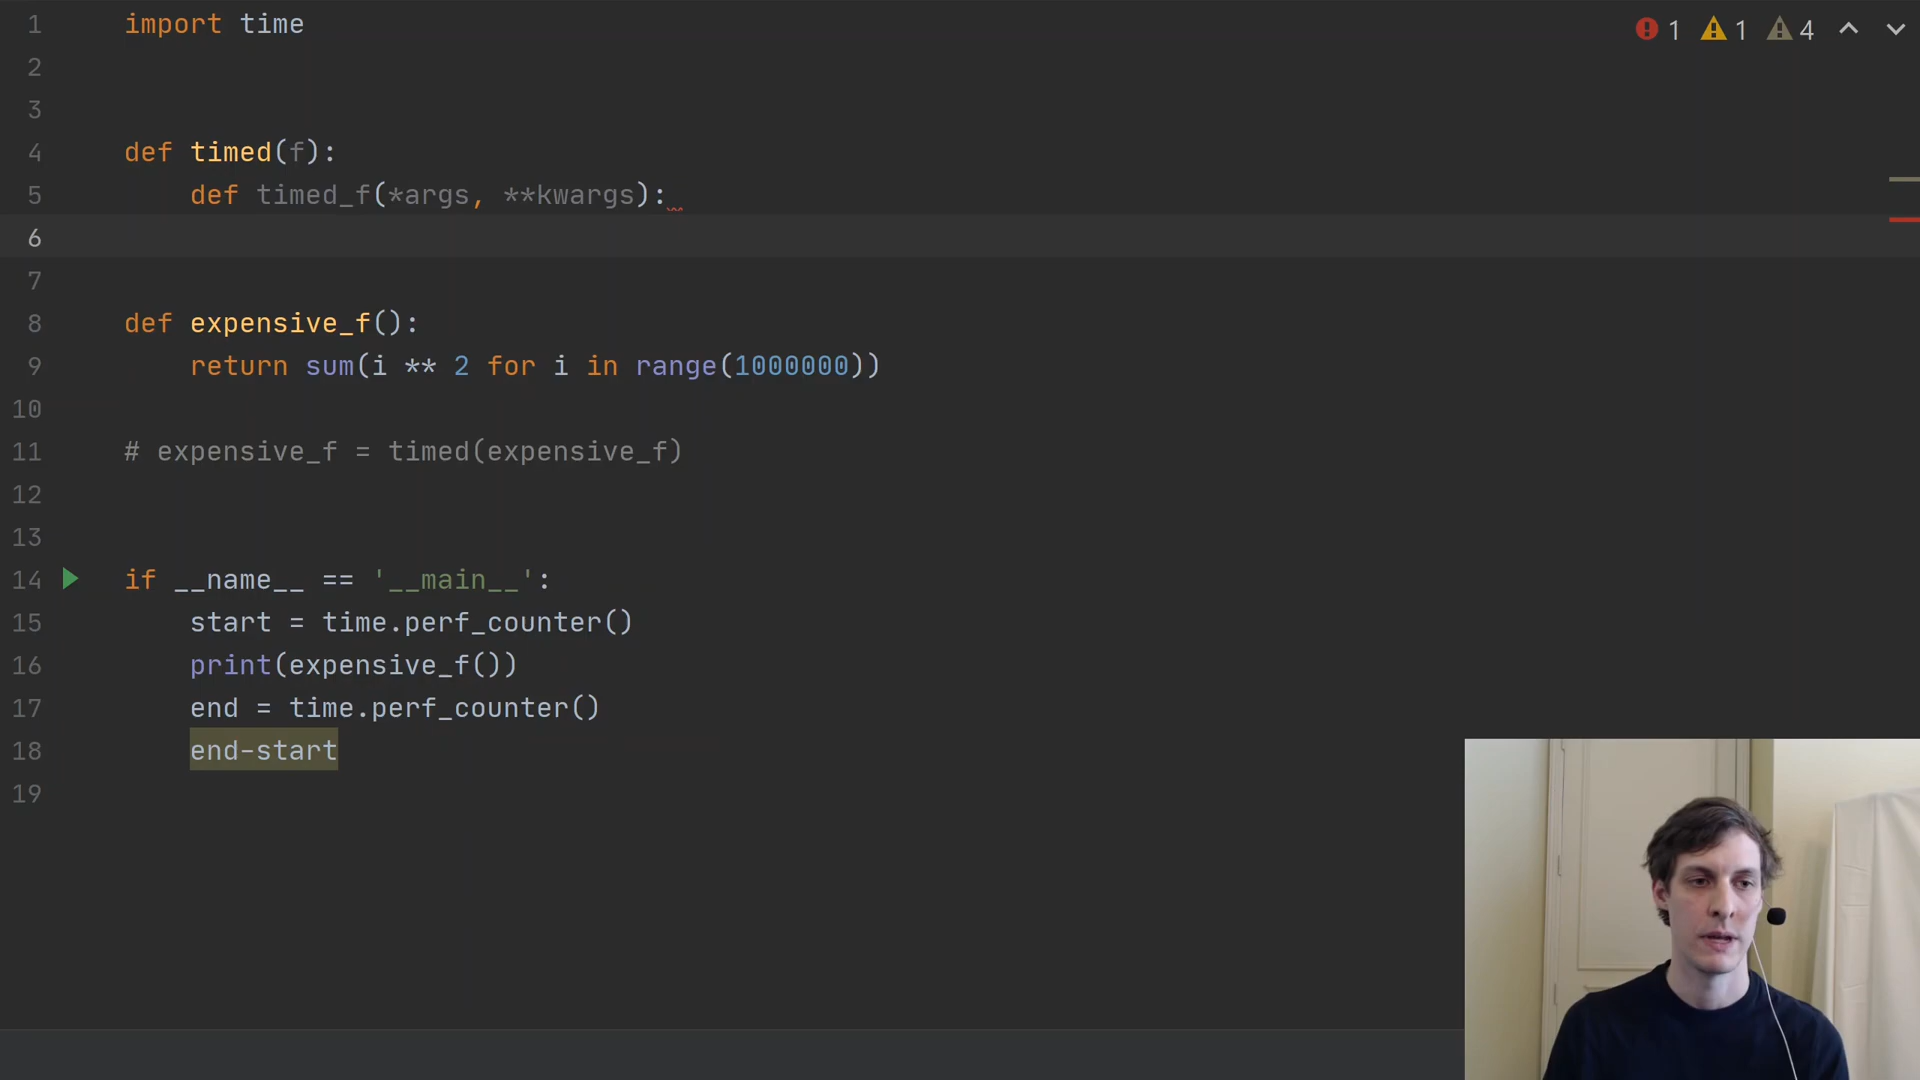 1 import time
2
3
4 def timed(f):
5     def timed_f(*args, **kwargs):
6
7
8 def expensive_f():
9     return sum(i ** 2 for i in range(1000000))
10
11 # expensive_f = timed(expensive_f)
12
13
14 if __name__ == '__main__':
15     start = time.perf_counter()
16     print(expensive_f())
17     end = time.perf_counter()
18     end-start
19
1 1 4